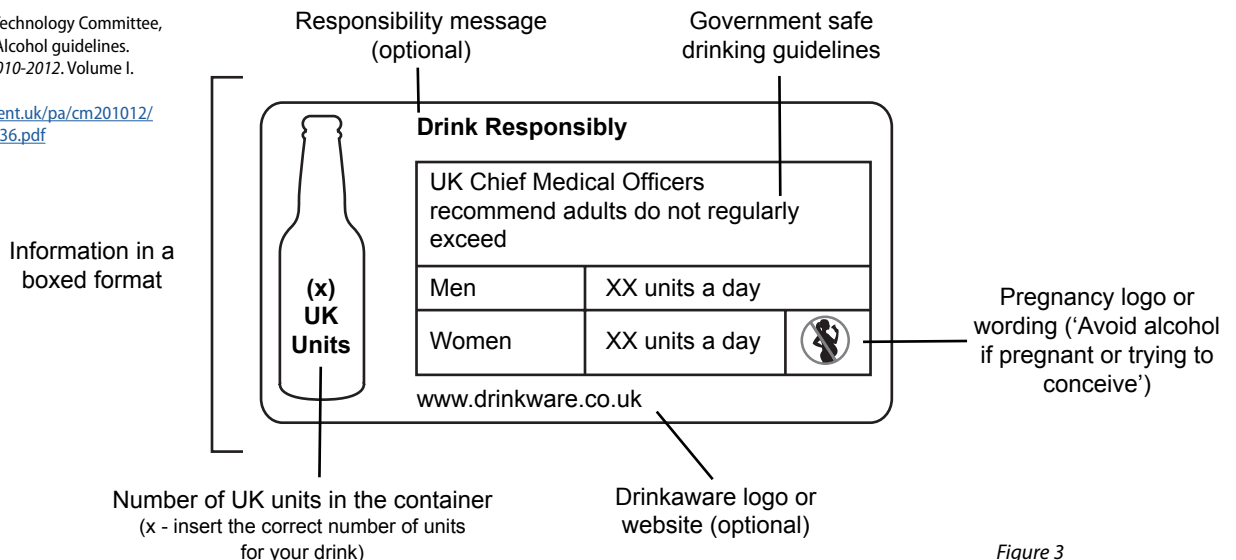 echnology Committee,
Alcohol guidelines.
010-2012. Volume I.
ent.uk/pa/cm201012/
36.pdf
Responsibility message
(optional)
Government safe
drinking guidelines
Information in a
boxed format
Drink Responsibly
UK Chief Medical Officers
recommend adults do not regularly
exceed
Men XX units a day
Women XX units a day
(x)
UK
Units
www.drinkware.co.uk
Pregnancy logo or
wording (‘Avoid alcohol
if pregnant or trying to
conceive’)
Number of UK units in the container
(x - insert the correct number of units
for your drink)
Drinkaware logo or
website (optional)
Figure 3